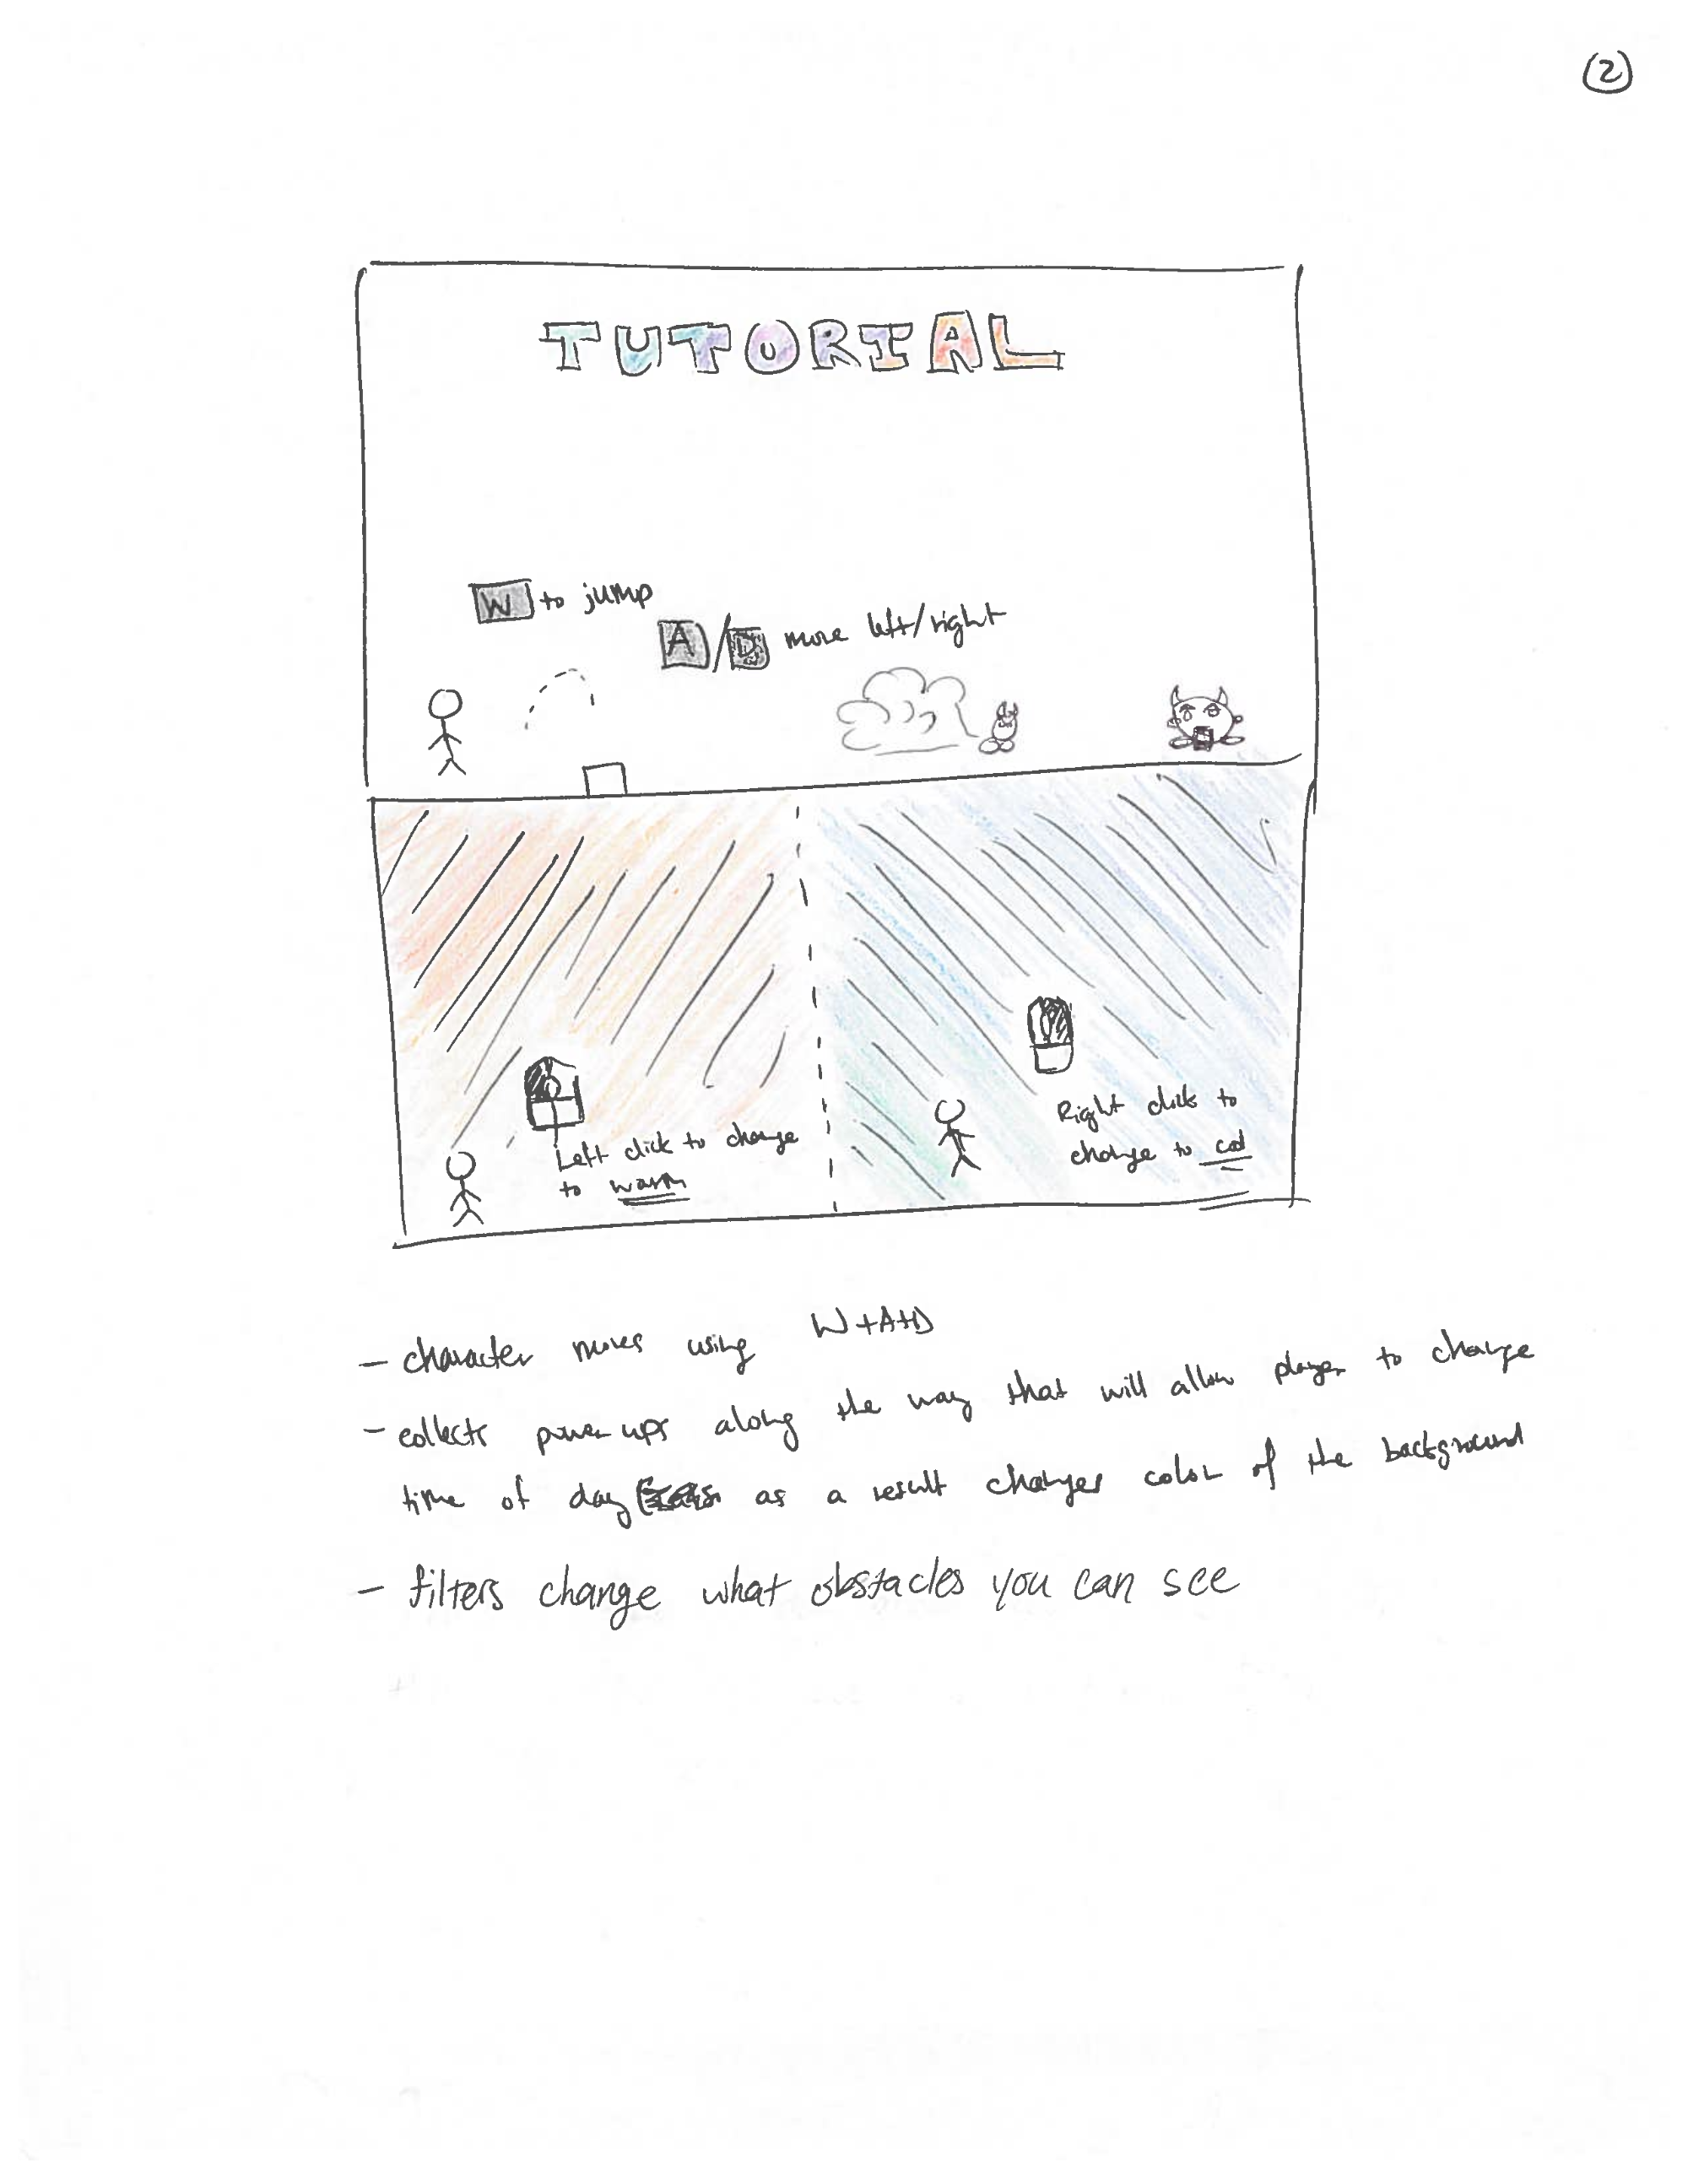 2
TUTORIAL
W to jump
A/D move left/right
Left click to change
to warm
Right click to
change to cool
- character moves using W+A+D
- collects power ups along the way that will allow player to change
time of day as a result changes color of the background
- filters change what obstacles you can see